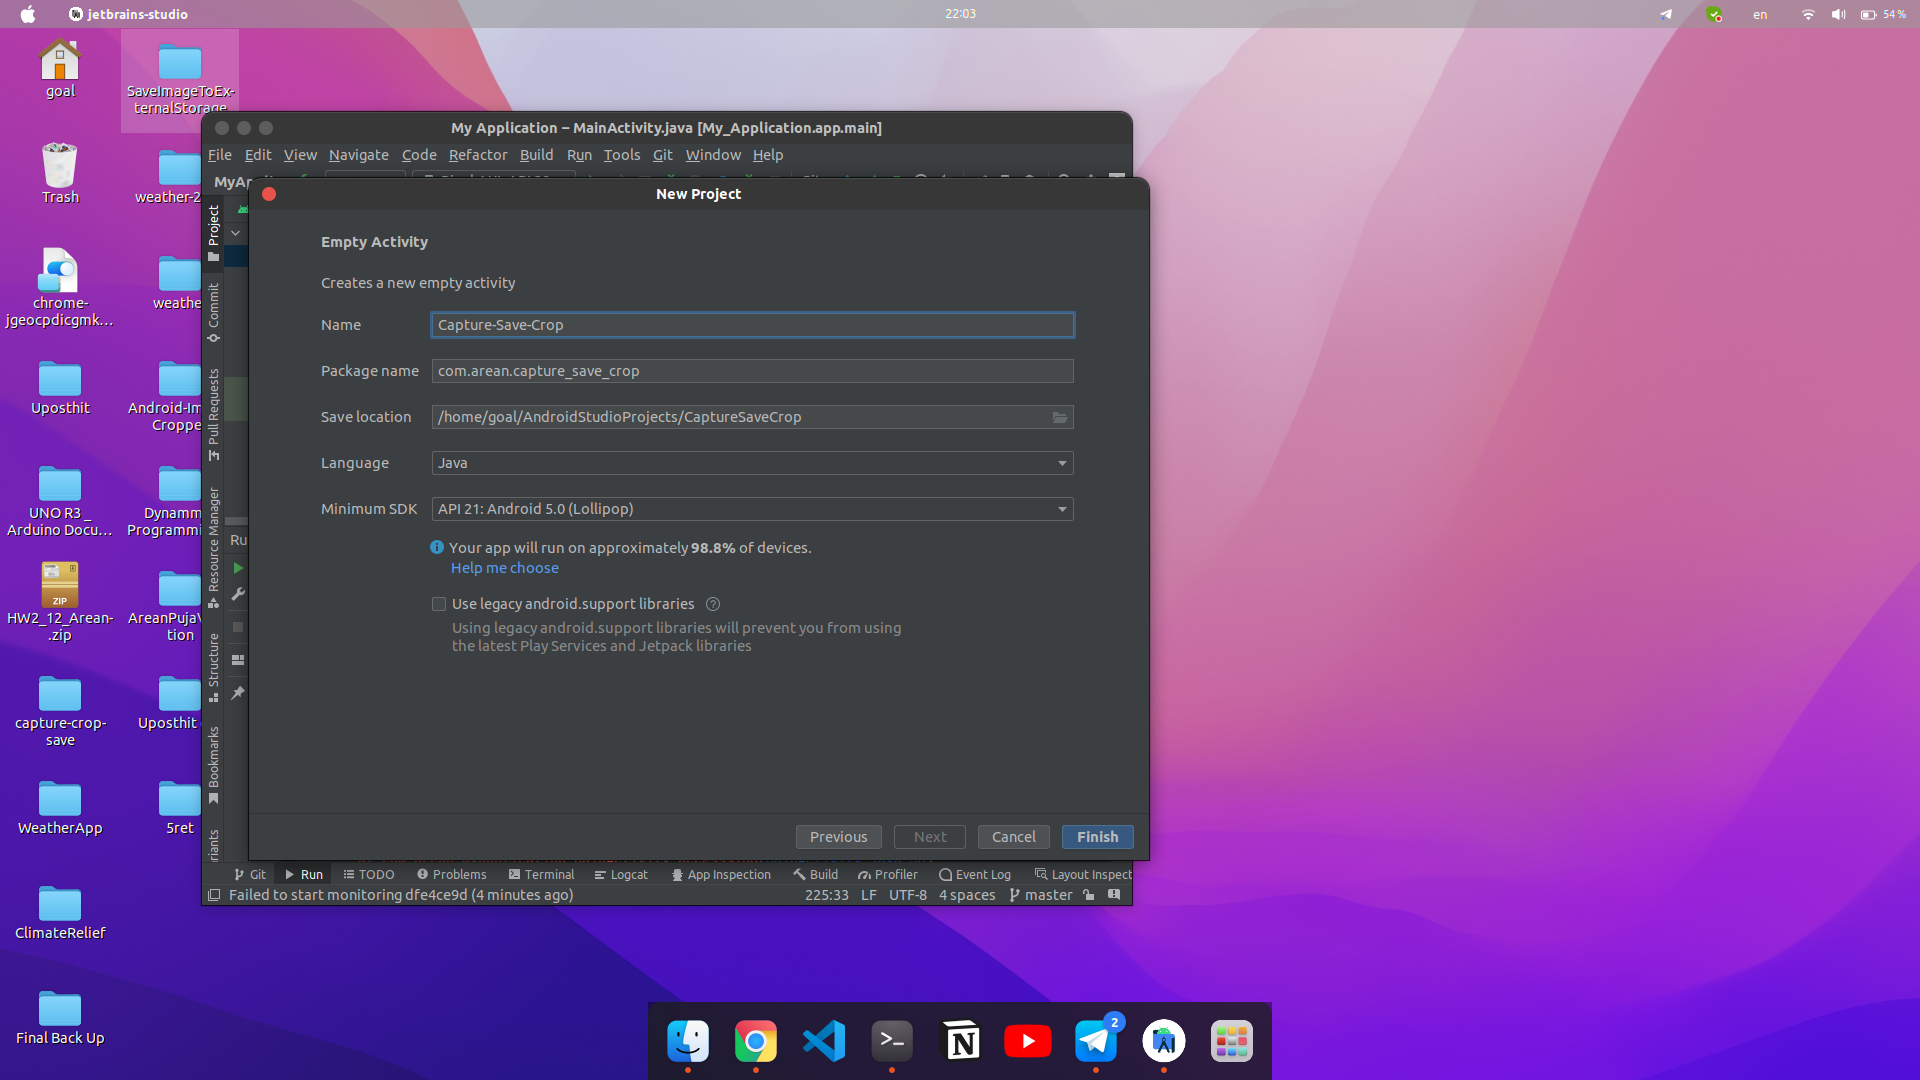 jetbrains-studio
22:03
en
54 %
goal
SaveImageToEx-
ternalStorage
Trash
weather-2
chrome-
jgeocpdicgmk...
weathe
Uposthit
Android-Im
Croppe
UNO R3 _
Arduino Docu...
Dynamm
Programmi
ZIP
HW2_12_Arean-
.zip
AreanPujaV
tion
capture-crop-
save
Uposthit
WeatherApp
5ret
ClimateRelief
Final Back Up
My Application – MainActivity.java [My_Application.app.main]
File Edit View Navigate Code Refactor Build Run Tools Git Window Help
MyAp
Project
Commit
Pull Requests
Resource Manager
Structure
Bookmarks
riants
Ru
New Project
Empty Activity
Creates a new empty activity
Name
Capture-Save-Crop
Package name
com.arean.capture_save_crop
Save location
/home/goal/AndroidStudioProjects/CaptureSaveCrop
Language
Java
Minimum SDK
API 21: Android 5.0 (Lollipop)
Your app will run on approximately 98.8% of devices.
Help me choose
Use legacy android.support libraries
Using legacy android.support libraries will prevent you from using
the latest Play Services and Jetpack libraries
Previous Next Cancel Finish
Git Run TODO Problems Terminal Logcat App Inspection Build Profiler Event Log Layout Inspect
Failed to start monitoring dfe4ce9d (4 minutes ago)
225:33 LF UTF-8 4 spaces master
2